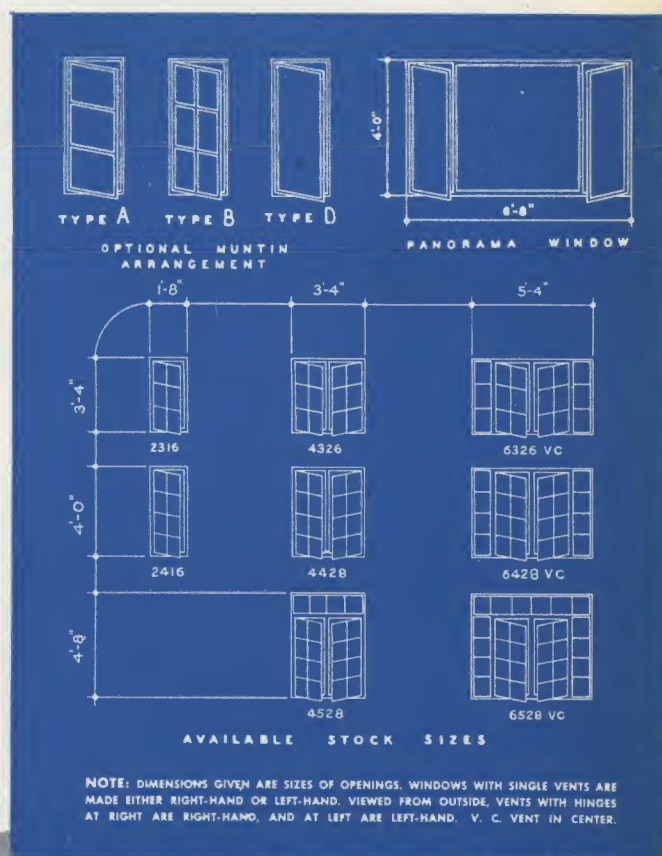 4'-0"
6'-8"
TYPE A TYPE B TYPE D
OPTIONAL MUNTIN
ARRANGEMENT
PANORAMA WINDOW
1'-8" 3'-4" 5'-4"
3'-4"
2316 4326 6326 VC
4'-0"
2416 4428 6428 VC
4'-8"
4528 6528 VC
AVAILABLE STOCK SIZES
NOTE: DIMENSIONS GIVEN ARE SIZES OF OPENINGS. WINDOWS WITH SINGLE VENTS ARE
MADE EITHER RIGHT-HAND OR LEFT-HAND. VIEWED FROM OUTSIDE, VENTS WITH HINGES
AT RIGHT ARE RIGHT-HAND, AND AT LEFT ARE LEFT-HAND. V. C. VENT IN CENTER.